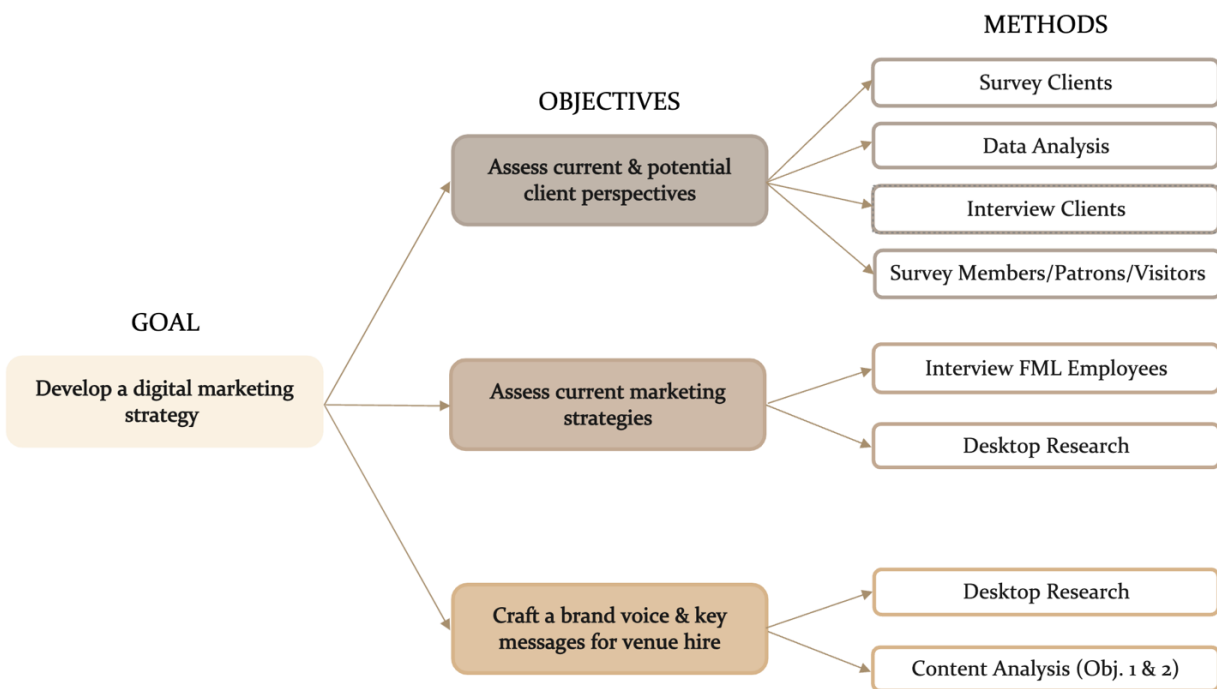 METHODS
OBJECTIVES
GOAL
Develop a digital marketing
strategy
Assess current & potential
client perspectives
Survey Clients
Data Analysis
Interview Clients
Survey Members/Patrons/Visitors
Assess current marketing
strategies
Interview FML Employees
Desktop Research
Craft a brand voice & key
messages for venue hire
Desktop Research
Content Analysis (Obj. 1 & 2)